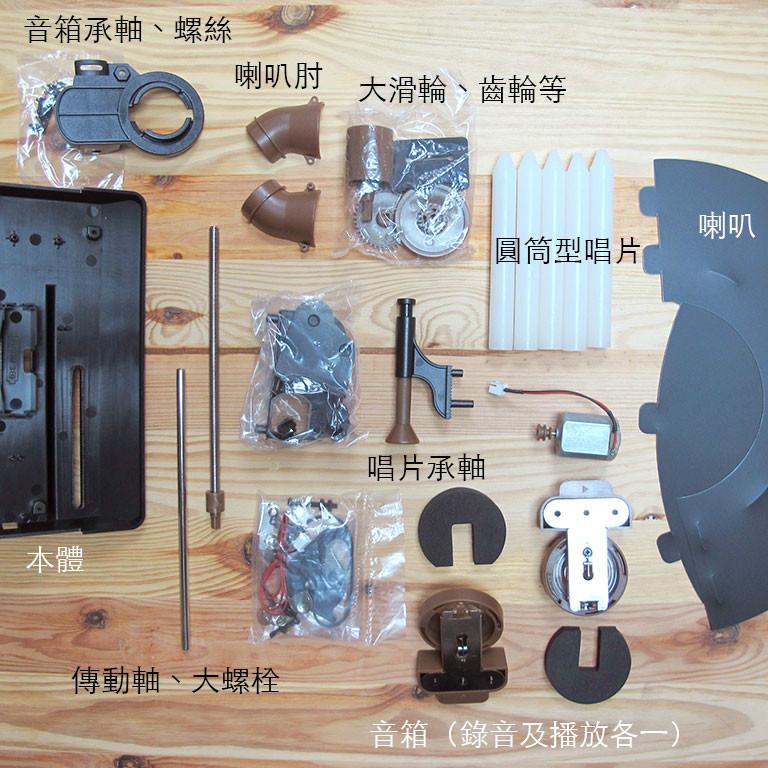 音箱承軸、螺絲
喇叭肘
大滑輪、齒輪等
喇叭
圓筒型唱片
唱片承軸
本體
傳動軸、大螺栓
音箱（錄音及播放各一）